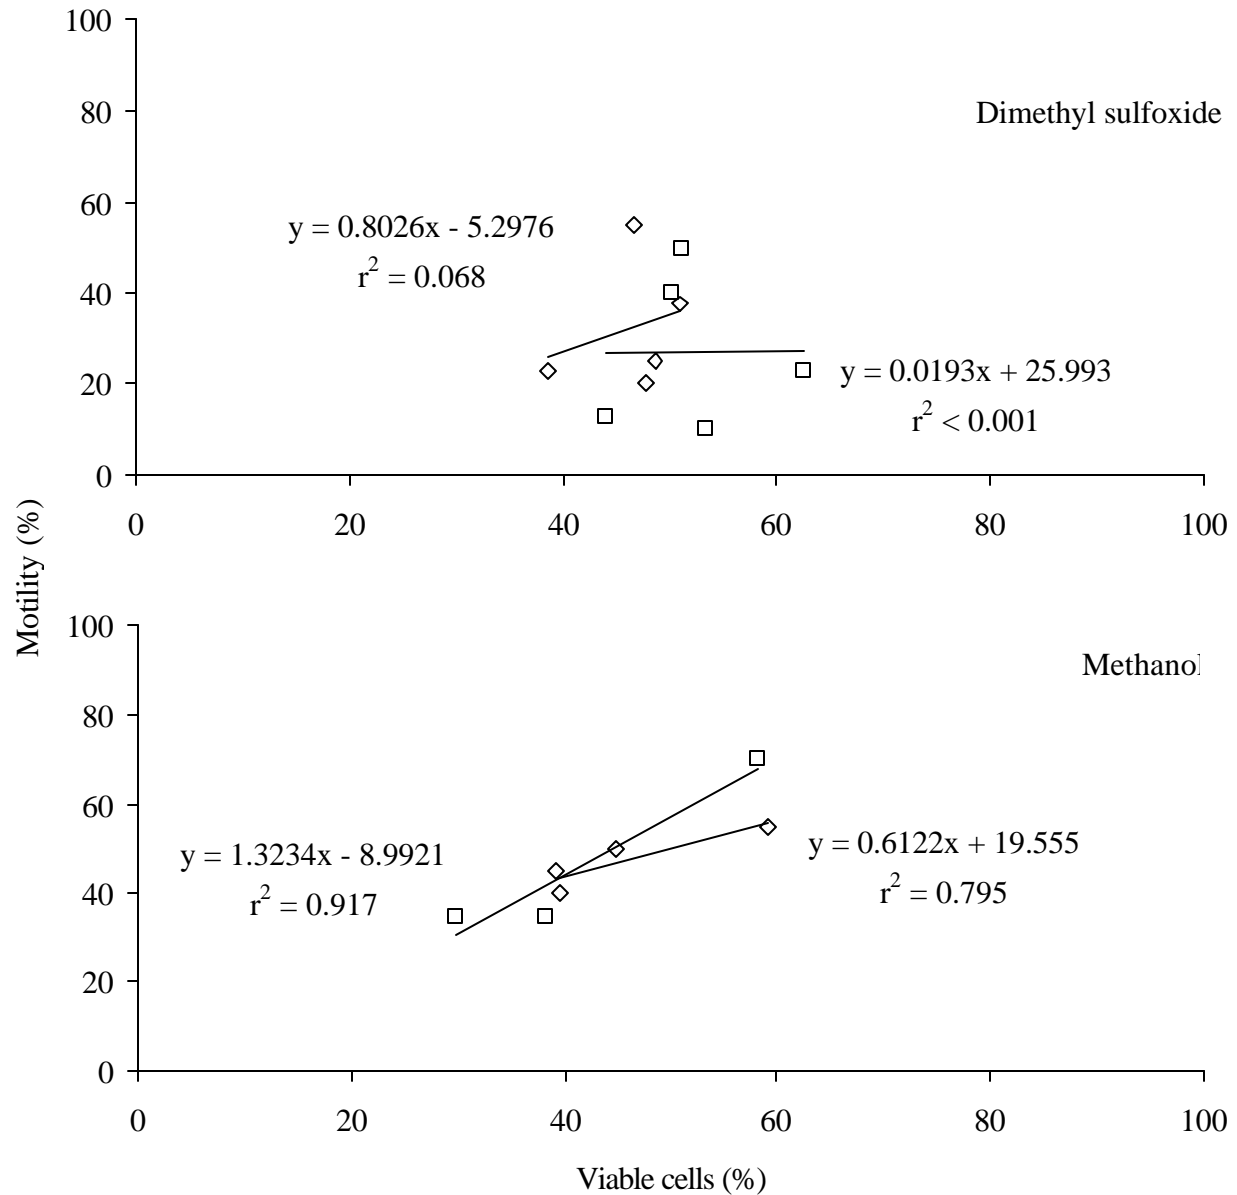 100
Dimethyl sulfoxide
80
60
y = 0.8026x - 5.2976
r² = 0.068
40
y = 0.0193x + 25.993
20
r² < 0.001
0
0 20 40 60 80 100
Motility (%)
100
Methanol
80
60
y = 1.3234x - 8.9921
y = 0.6122x + 19.555
r² = 0.917
r² = 0.795
40
20
0
0 20 40 60 80 100
Viable cells (%)